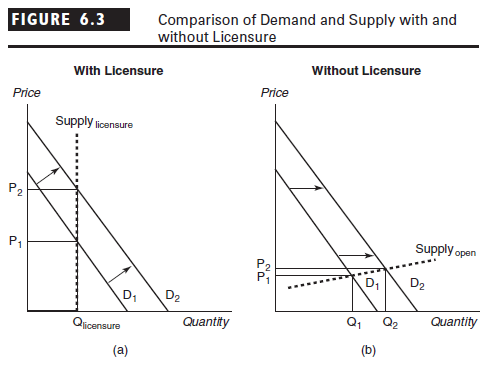 FIGURE 6.3
Comparison of Demand and Supply with and
without Licensure
With Licensure
Price
Supply licensure
P2
P1
D1 D2
Qlicensure
Quantity
(a)
Without Licensure
Price
Supply open
P2
P1
D1 D2
Q1 Q2
Quantity
(b)